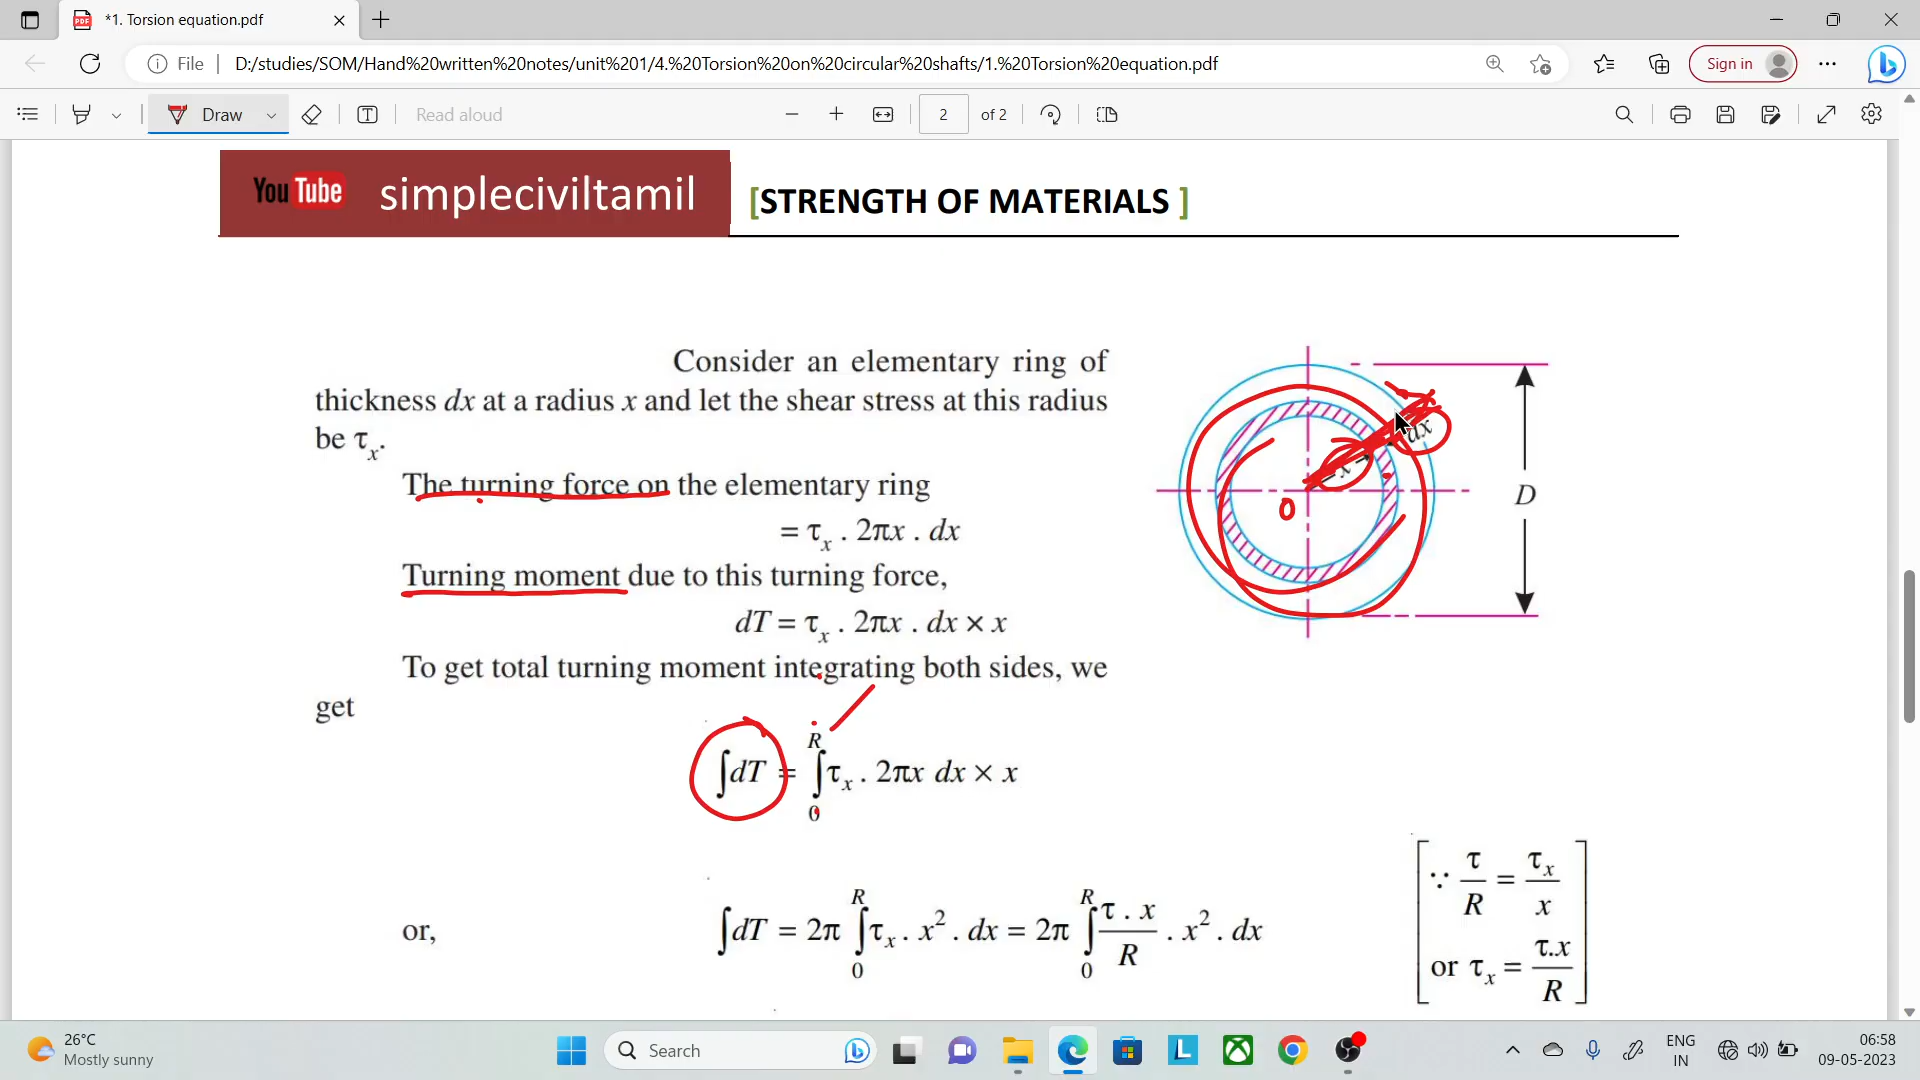 *1. Torsion equation.pdf
File
D:/studies/SOM/Hand%20written%20notes/unit%201/4.%20Torsion%20on%20circular%20shafts/1.%20Torsion%20equation.pdf
Sign in
Draw
Read aloud
2 of 2
YouTube simpleciviltamil
[STRENGTH OF MATERIALS ]
Consider an elementary ring of
thickness dx at a radius x and let the shear stress at this radius
be τx.
The turning force on the elementary ring
= τx . 2πx . dx
Turning moment due to this turning force,
dT = τx . 2πx . dx × x
To get total turning moment integrating both sides, we
get
∫dT = ∫₀ᴿ τx . 2πx dx × x
or, ∫dT = 2π ∫₀ᴿ τx . x² . dx = 2π ∫₀ᴿ τ . x / R . x² . dx
[∵ τ/R = τx/x
or τx = τ.x/R]
x
dx
D
0
26°C
Mostly sunny
Search
ENG
IN
06:58
09-05-2023